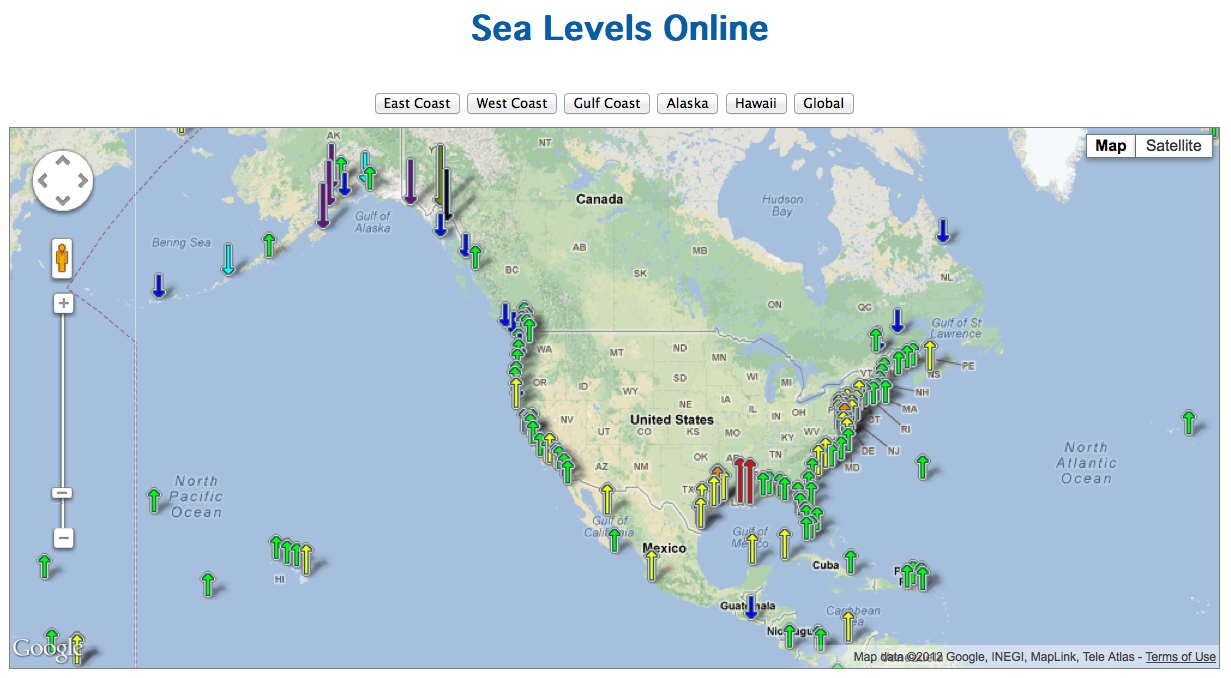 Sea Levels Online
East Coast West Coast Gulf Coast Alaska Hawaii Global
Map Satellite
AK
NT
Canada
Hudson
Bay
Gulf of
Alaska
Bering Sea
AB
MB
SK
BC
NL
ON
QC
Gulf of St
Lawrence
WA
MT
ND
MN
VT
NS
PE
OR
ID
SD
WI
MI
NH
WY
IA
NE
IL
IN
OH
MA
CT
RI
NV
UT
CO
United States
KS
MO
WV
KY
DE
NJ
MD
AZ
NM
OK
TN
TX
North
Pacific
Ocean
North
Atlantic
Ocean
Gulf of
California
Gulf of
Mexico
Mexico
HI
Cuba
Guatemala
Caribbean
Sea
Google
Map data ©2012 Google, INEGI, MapLink, Tele Atlas - Terms of Use